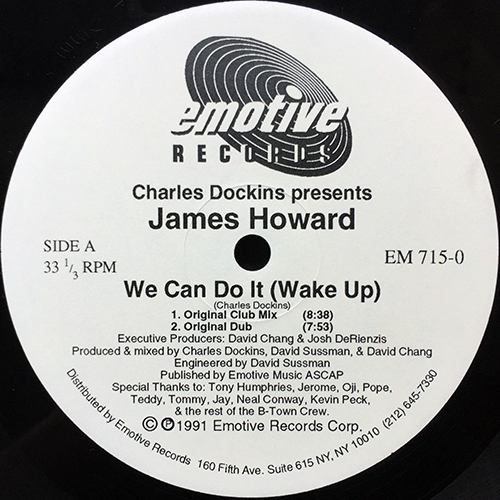 emotive
RECORDS
Charles Dockins presents
James Howard
SIDE A
33 1/3 RPM
EM 715-0
We Can Do It (Wake Up)
(Charles Dockins)
1. Original Club Mix (8:38)
2. Original Dub (7:53)
Executive Producers: David Chang & Josh DeRienzis
Produced & mixed by Charles Dockins, David Sussman, & David Chang
Engineered by David Sussman
Published by Emotive Music ASCAP
Special Thanks to: Tony Humphries, Jerome, Oji, Pope,
Teddy, Tommy, Jay, Neal Conway, Kevin Peck,
& the rest of the B-Town Crew.
© ℗ 1991 Emotive Records Corp.
Distributed by Emotive Records 160 Fifth Ave. Suite 615 NY, NY 10010 (212) 645-7330